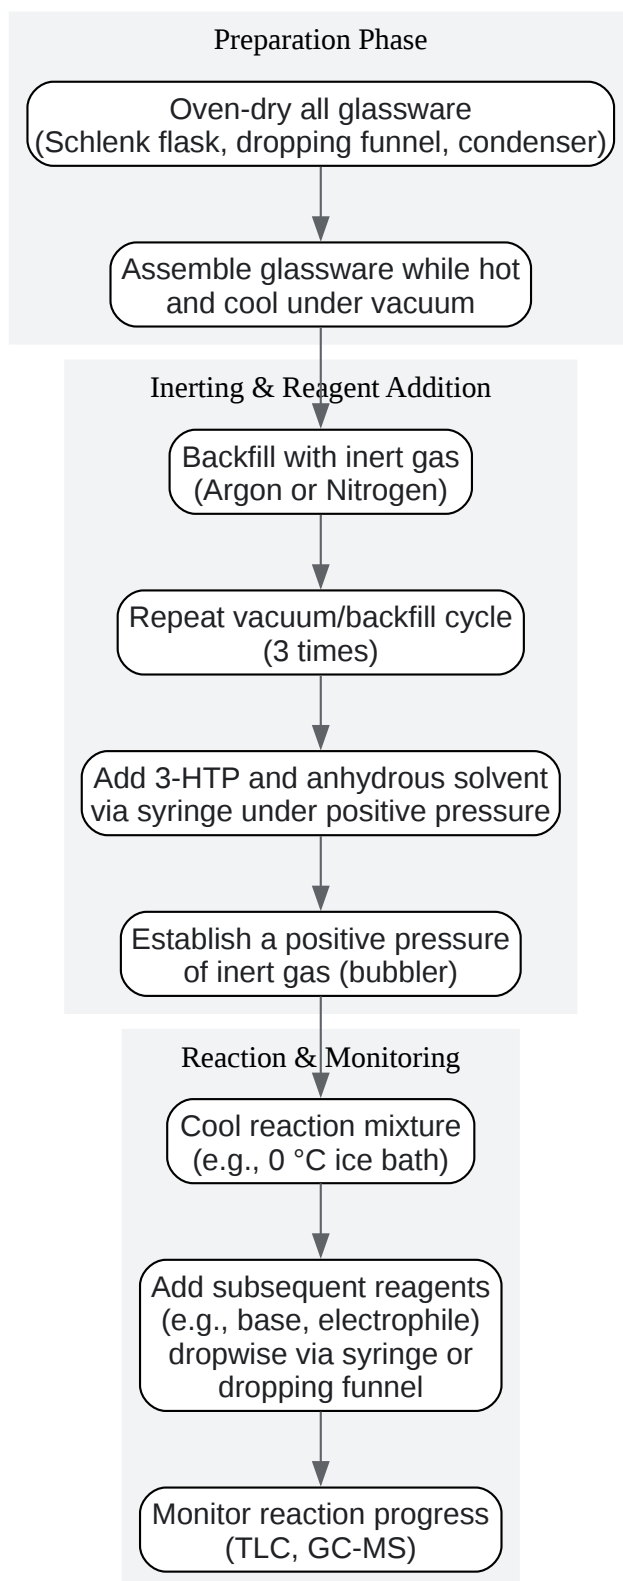 Preparation Phase
Oven-dry all glassware
(Schlenk flask, dropping funnel, condenser)
Assemble glassware while hot
and cool under vacuum
Inerting & Reagent Addition
Backfill with inert gas
(Argon or Nitrogen)
Repeat vacuum/backfill cycle
(3 times)
Add 3-HTP and anhydrous solvent
via syringe under positive pressure
Establish a positive pressure
of inert gas (bubbler)
Reaction & Monitoring
Cool reaction mixture
(e.g., 0 °C ice bath)
Add subsequent reagents
(e.g., base, electrophile)
dropwise via syringe or
dropping funnel
Monitor reaction progress
(TLC, GC-MS)